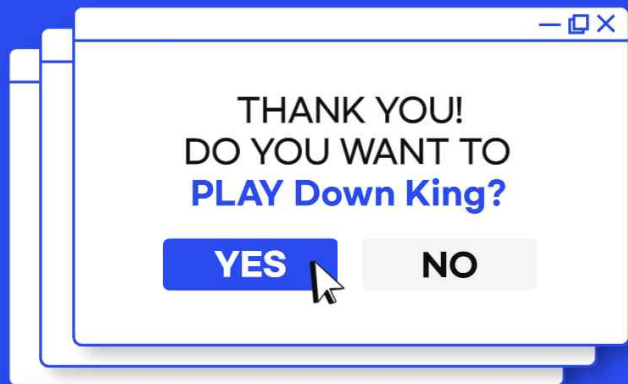 THANK YOU!
DO YOU WANT TO
PLAY Down King?
YES
NO